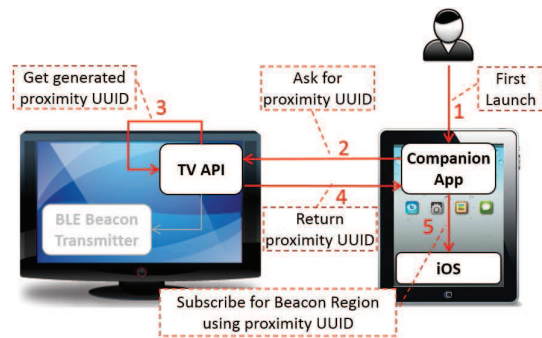 Get generated
proximity UUID
3
Ask for
proximity UUID
1
First
Launch
2
TV API
Companion
App
4
BLE Beacon
Transmitter
Return
proximity UUID
5
iOS
Subscribe for Beacon Region
using proximity UUID